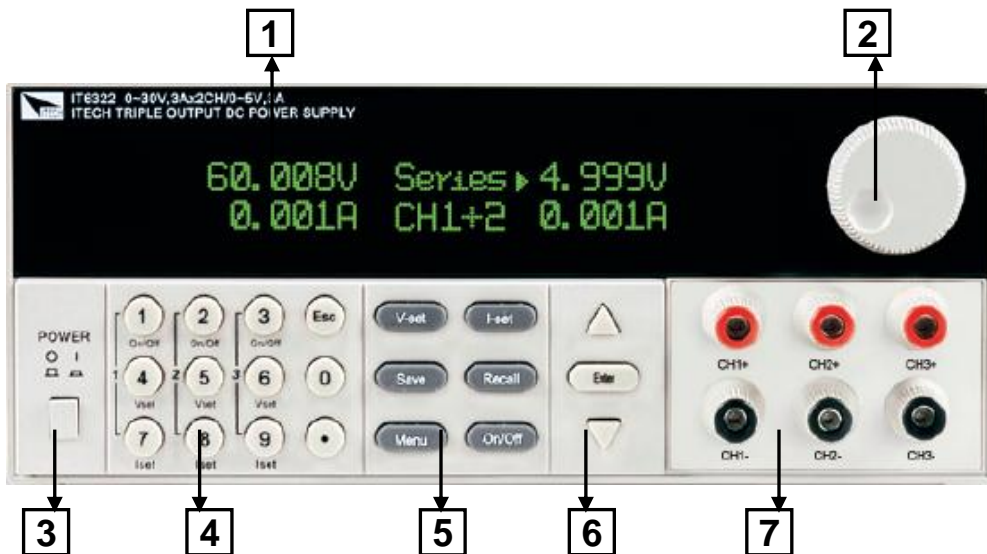 1
2
IT6322 0~30V,3Ax2CH/0~5V,3A
ITECH TRIPLE OUTPUT DC POWER SUPPLY
60.008V Series▶4.999V
0.001A CH1+2 0.001A
POWER
1 2 3 Esc
On/Off On/Off On/Off
1 4 2 5 3 6 0
Vset Vset Vset
7 8 9 •
Iset Iset Iset
V-set I-set
Save Recall
Menu On/Off
Enter
CH1+ CH2+ CH3+
CH1- CH2- CH3-
3
4
5
6
7